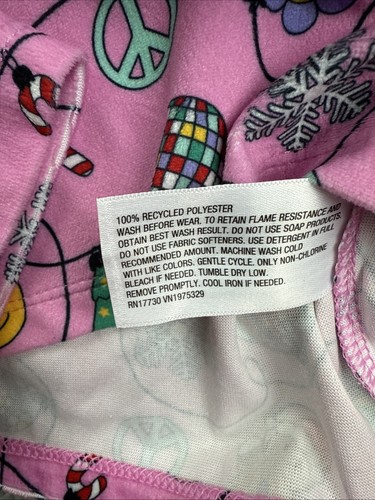 100% RECYCLED POLYESTER
WASH BEFORE WEAR. TO RETAIN FLAME RESISTANCE AND
OBTAIN BEST WASH RESULT. DO NOT USE SOAP PRODUCTS.
DO NOT USE FABRIC SOFTENERS. USE DETERGENT IN FULL
RECOMMENDED AMOUNT. MACHINE WASH COLD
WITH LIKE COLORS. GENTLE CYCLE. ONLY NON-CHLORINE
BLEACH IF NEEDED. TUMBLE DRY LOW.
REMOVE PROMPTLY. COOL IRON IF NEEDED.
RN17730 VN1975329